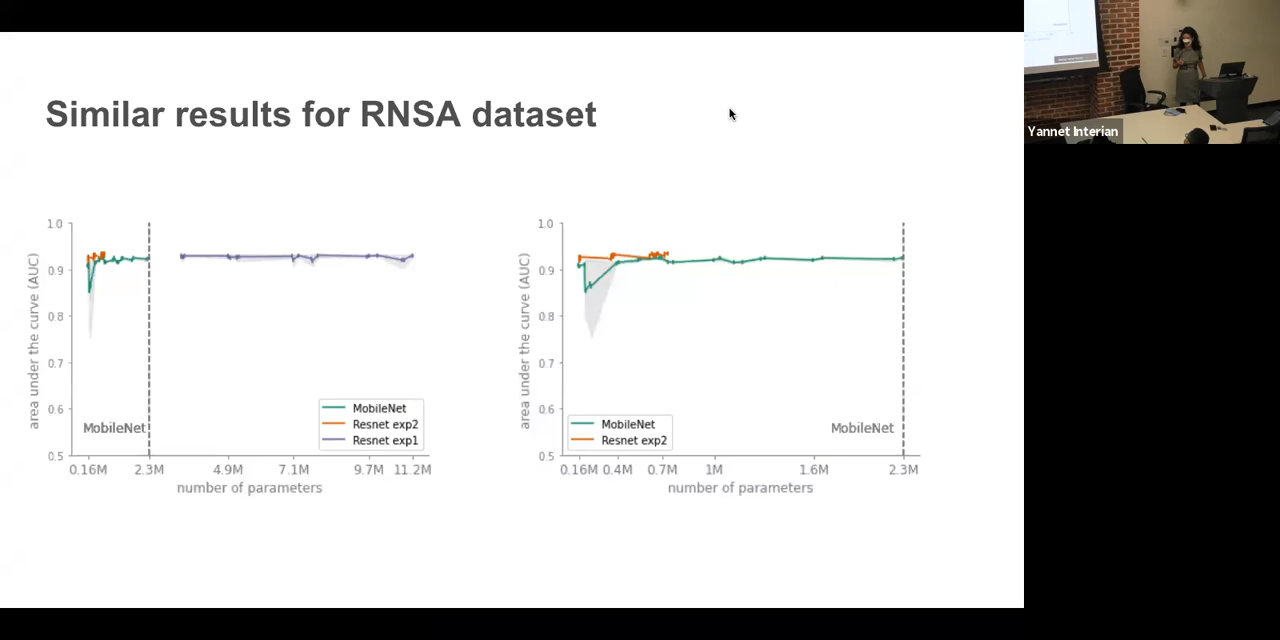 Similar results for RNSA dataset
Yannet Interian
area under the curve (AUC)
1.0
0.9
0.8
0.7
0.6
0.5
MobileNet
MobileNet
Resnet exp2
Resnet exp1
0.16M 2.3M 4.9M 7.1M 9.7M 11.2M
number of parameters
area under the curve (AUC)
1.0
0.9
0.8
0.7
0.6
0.5
MobileNet
Resnet exp2
MobileNet
0.16M 0.4M 0.7M 1M 1.6M 2.3M
number of parameters